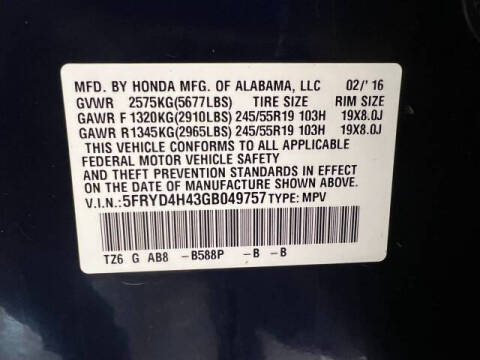 MFD. BY HONDA MFG. OF ALABAMA, LLC 02/' 16
GVWR 2575KG(5677LBS) TIRE SIZE RIM SIZE
GAWR F 1320KG(2910LBS) 245/55R19 103H 19X8.0J
GAWR R1345KG(2965LBS) 245/55R19 103H 19X8.0J
THIS VEHICLE CONFORMS TO ALL APPLICABLE
FEDERAL MOTOR VEHICLE SAFETY
AND THEFT PREVENTION STANDARDS IN EFFECT
ON THE DATE OF MANUFACTURE SHOWN ABOVE.
V.I.N.:5FRYD4H43GB049757 TYPE: MPV
TZ6 G AB8 -B588P -B -B